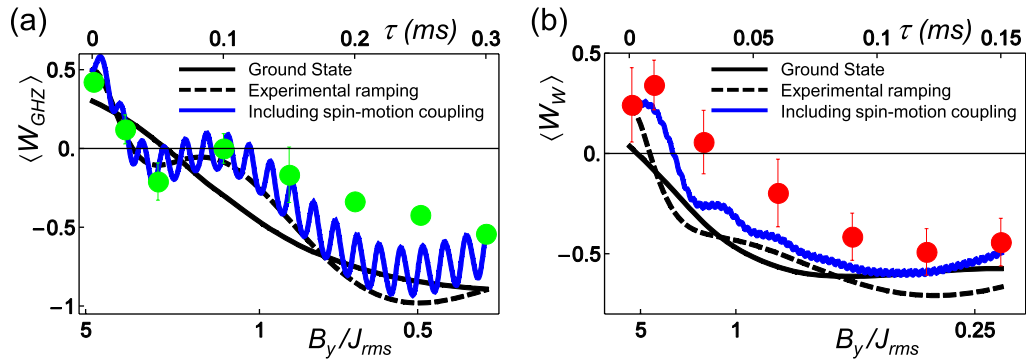 (a)
τ (ms)
0 0.1 0.2 0.3
⟨W_GHZ⟩
0.5
0.
−0.5
−1
Ground State
Experimental ramping
Including spin-motion coupling
5 1 0.5
B_y/J_rms
(b)
τ (ms)
0 0.05 0.1 0.15
⟨W_W⟩
0.5
0.
−0.5
Ground State
Experimental ramping
Including spin-motion coupling
5 1 0.25
B_y/J_rms